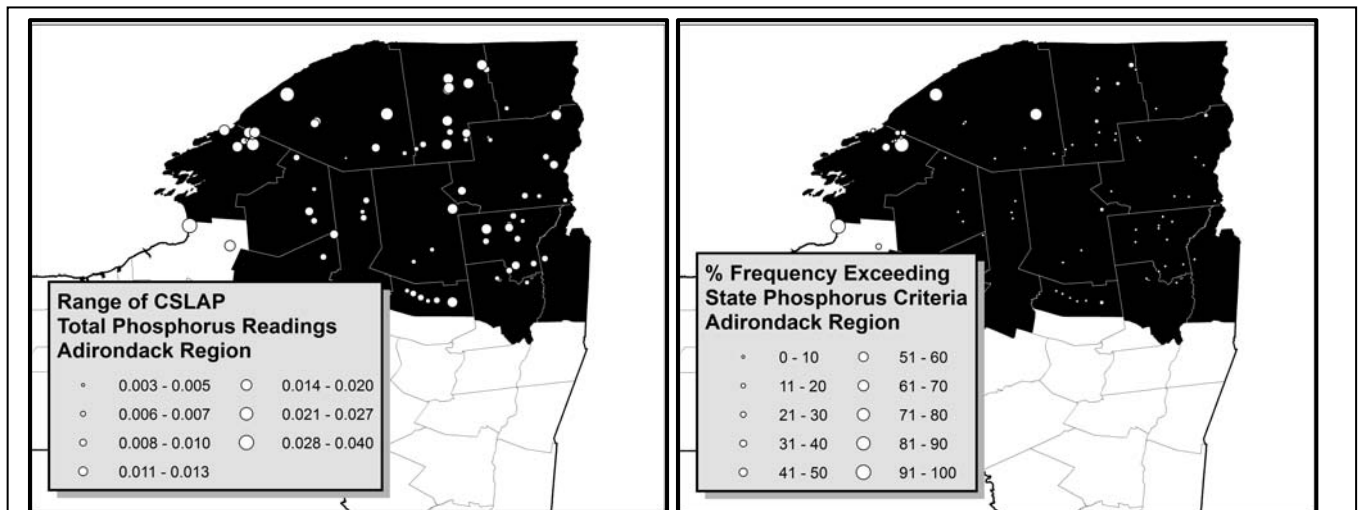 Range of CSLAP
Total Phosphorus Readings
Adirondack Region
0.003 - 0.005
0.014 - 0.020
0.006 - 0.007
0.021 - 0.027
0.008 - 0.010
0.028 - 0.040
0.011 - 0.013
% Frequency Exceeding
State Phosphorus Criteria
Adirondack Region
0 - 10
51 - 60
11 - 20
61 - 70
21 - 30
71 - 80
31 - 40
81 - 90
41 - 50
91 - 100